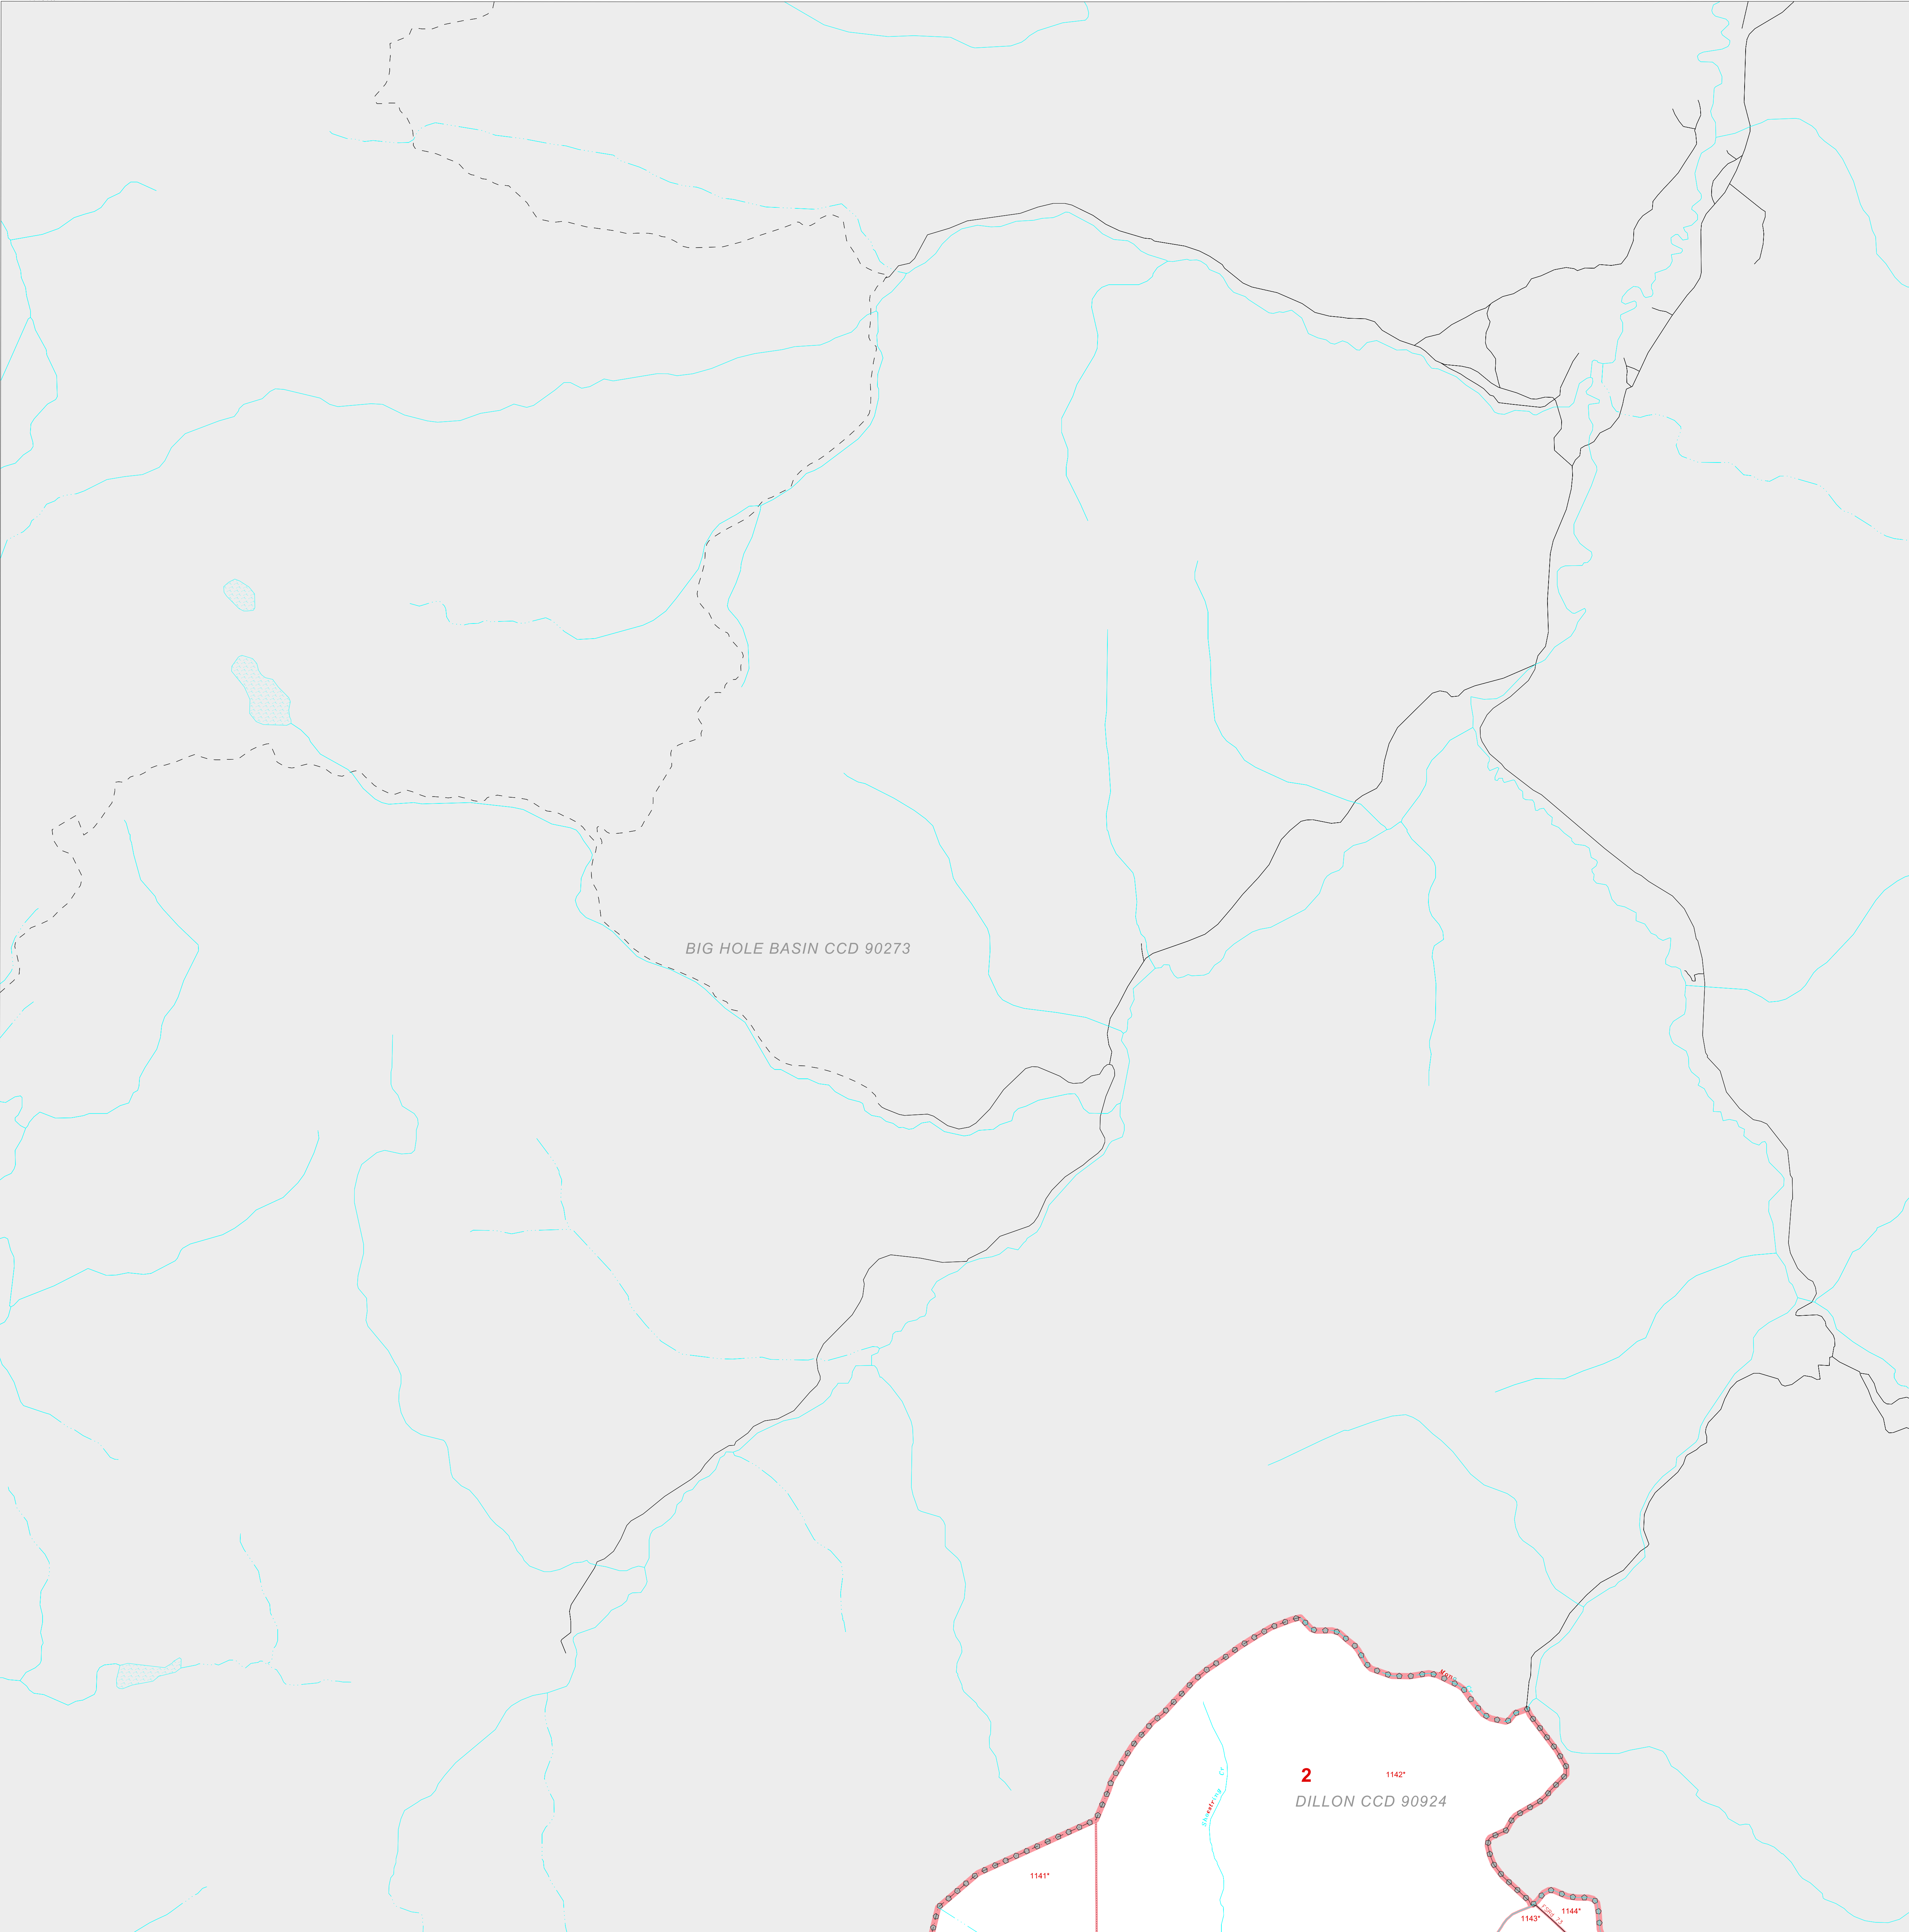 BIG HOLE BASIN CCD 90273
2
1142*
DILLON CCD 90924
1141*
1144*
1143*